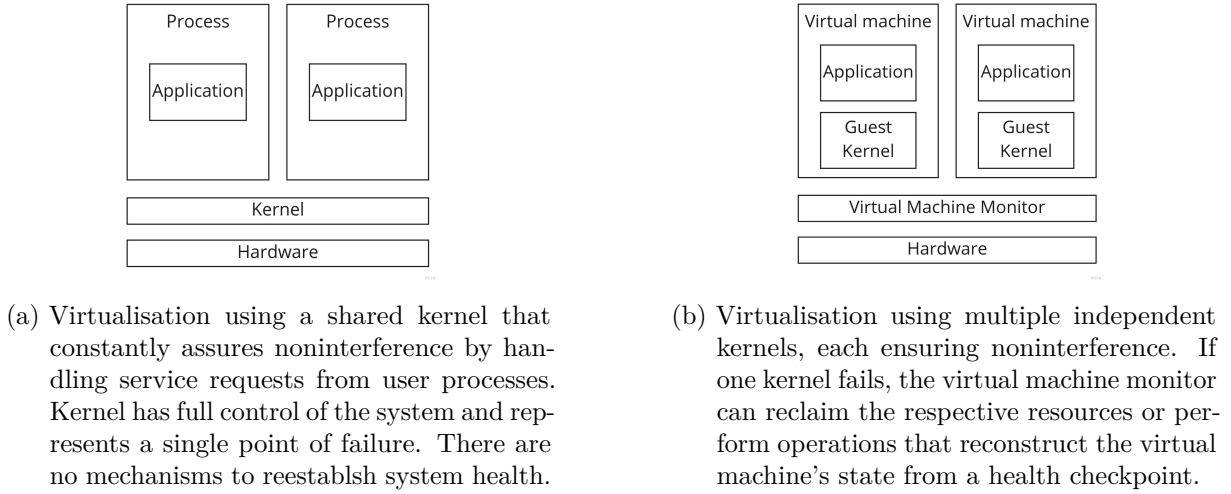 Process
Process
Application
Application
Kernel
Hardware
(a) Virtualisation using a shared kernel that
constantly assures noninterference by han-
dling service requests from user processes.
Kernel has full control of the system and rep-
resents a single point of failure. There are
no mechanisms to reestablsh system health.
Virtual machine
Virtual machine
Application
Application
Guest
Kernel
Guest
Kernel
Virtual Machine Monitor
Hardware
(b) Virtualisation using multiple independent
kernels, each ensuring noninterference. If
one kernel fails, the virtual machine monitor
can reclaim the respective resources or per-
form operations that reconstruct the virtual
machine's state from a health checkpoint.